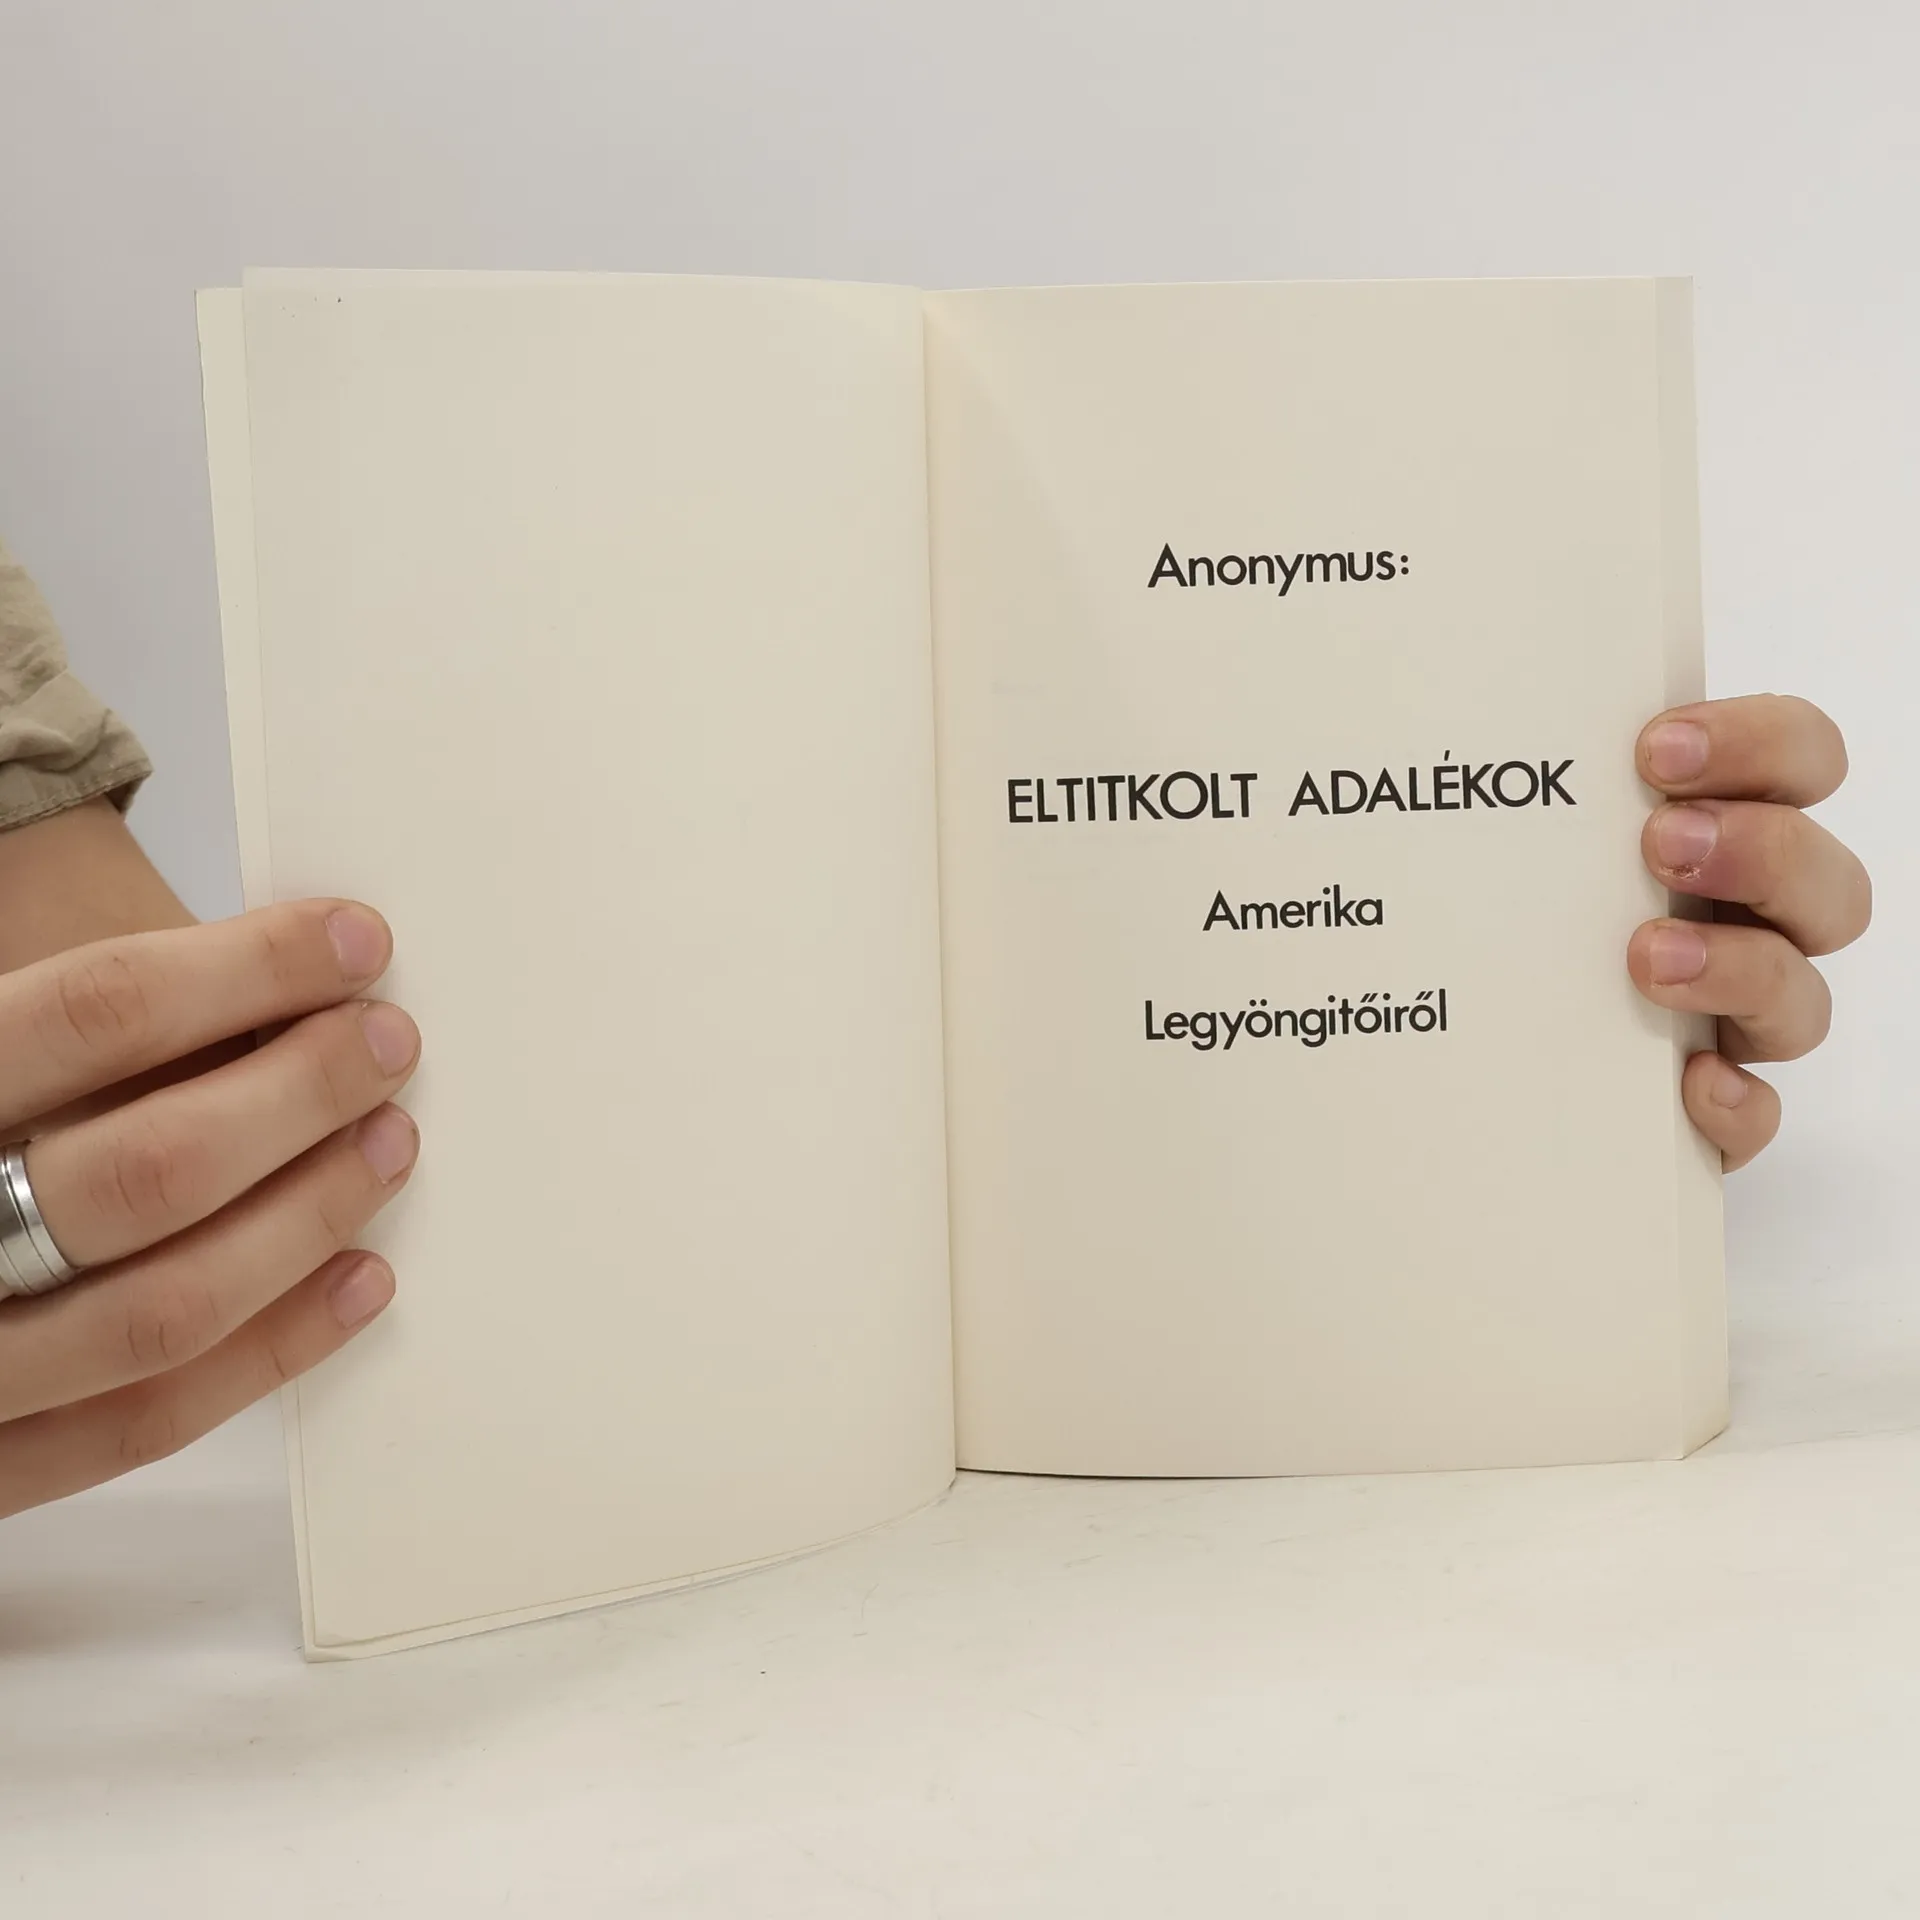 Anonymus:
ELTITKOLT ADALÉKOK
Amerika
Legyöngitőiről